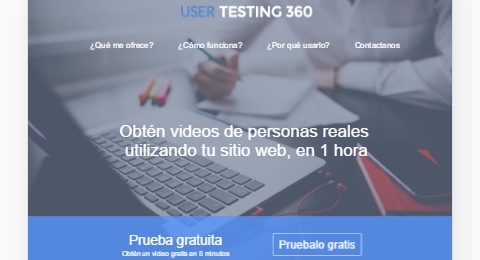 USER TESTING 360
¿Qué me ofrece? ¿Cómo funciona? ¿Por qué usarlo? Contactanos
Obtén videos de personas reales
utilizando tu sitio web, en 1 hora
Prueba gratuita
Obtén un video gratis en 5 minutos
Pruebalo gratis